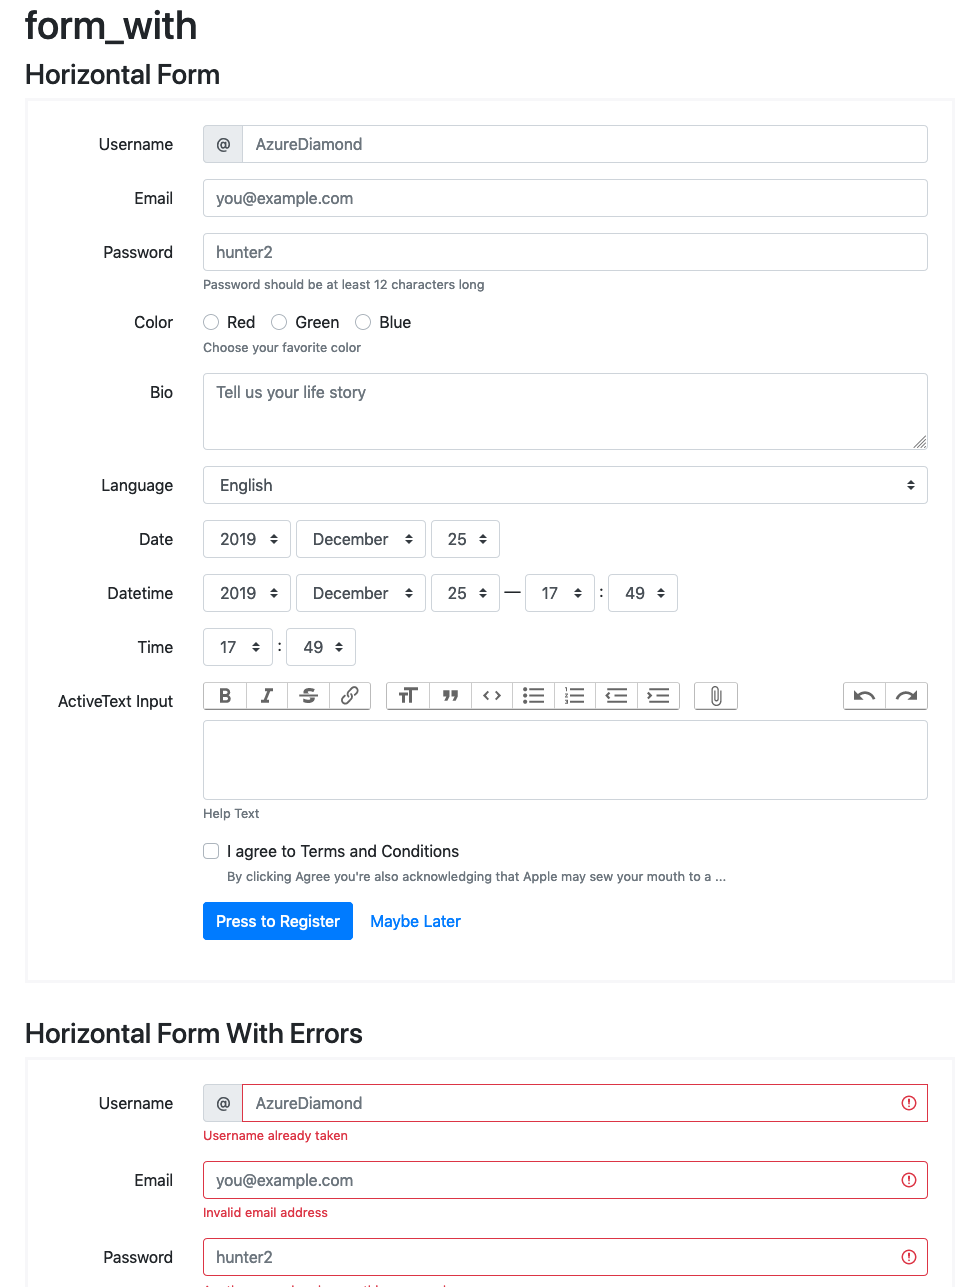 form_with
Horizontal Form
Username @ AzureDiamond
Email you@example.com
Password hunter2
Password should be at least 12 characters long
Color Red Green Blue
Choose your favorite color
Bio Tell us your life story
Language English
Date 2019 December 25
Datetime 2019 December 25 — 17 : 49
Time 17 : 49
ActiveText Input
Help Text
I agree to Terms and Conditions
By clicking Agree you're also acknowledging that Apple may sew your mouth to a ...
Press to Register Maybe Later
Horizontal Form With Errors
Username @ AzureDiamond
Username already taken
Email you@example.com
Invalid email address
Password hunter2